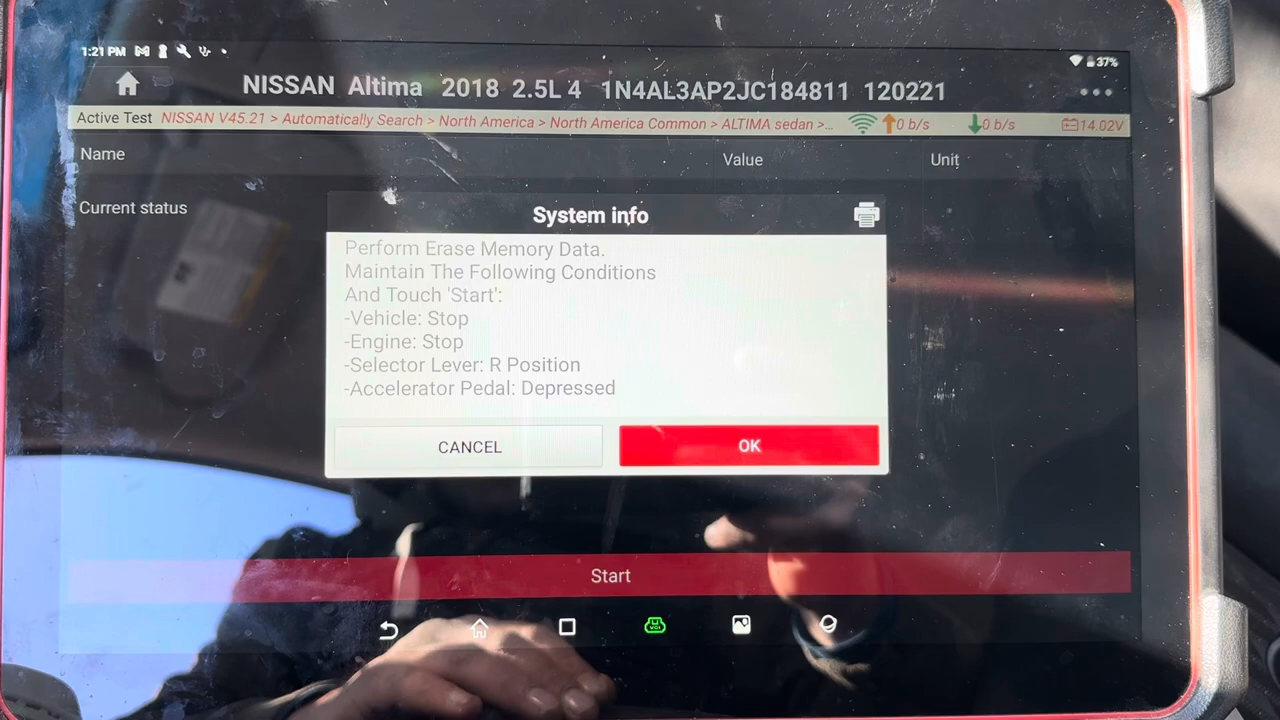 1:21 PM
37%
NISSAN Altima 2018 2.5L 4 1N4AL3AP2JC184811 120221
Active Test NISSAN V45.21 > Automatically Search > North America > North America Common > ALTIMA sedan >... 0 b/s 0 b/s 14.02V
Name Value Unit
Current status
System info
Perform Erase Memory Data.
Maintain The Following Conditions
And Touch 'Start':
-Vehicle: Stop
-Engine: Stop
-Selector Lever: R Position
-Accelerator Pedal: Depressed
CANCEL OK
Start
VCI